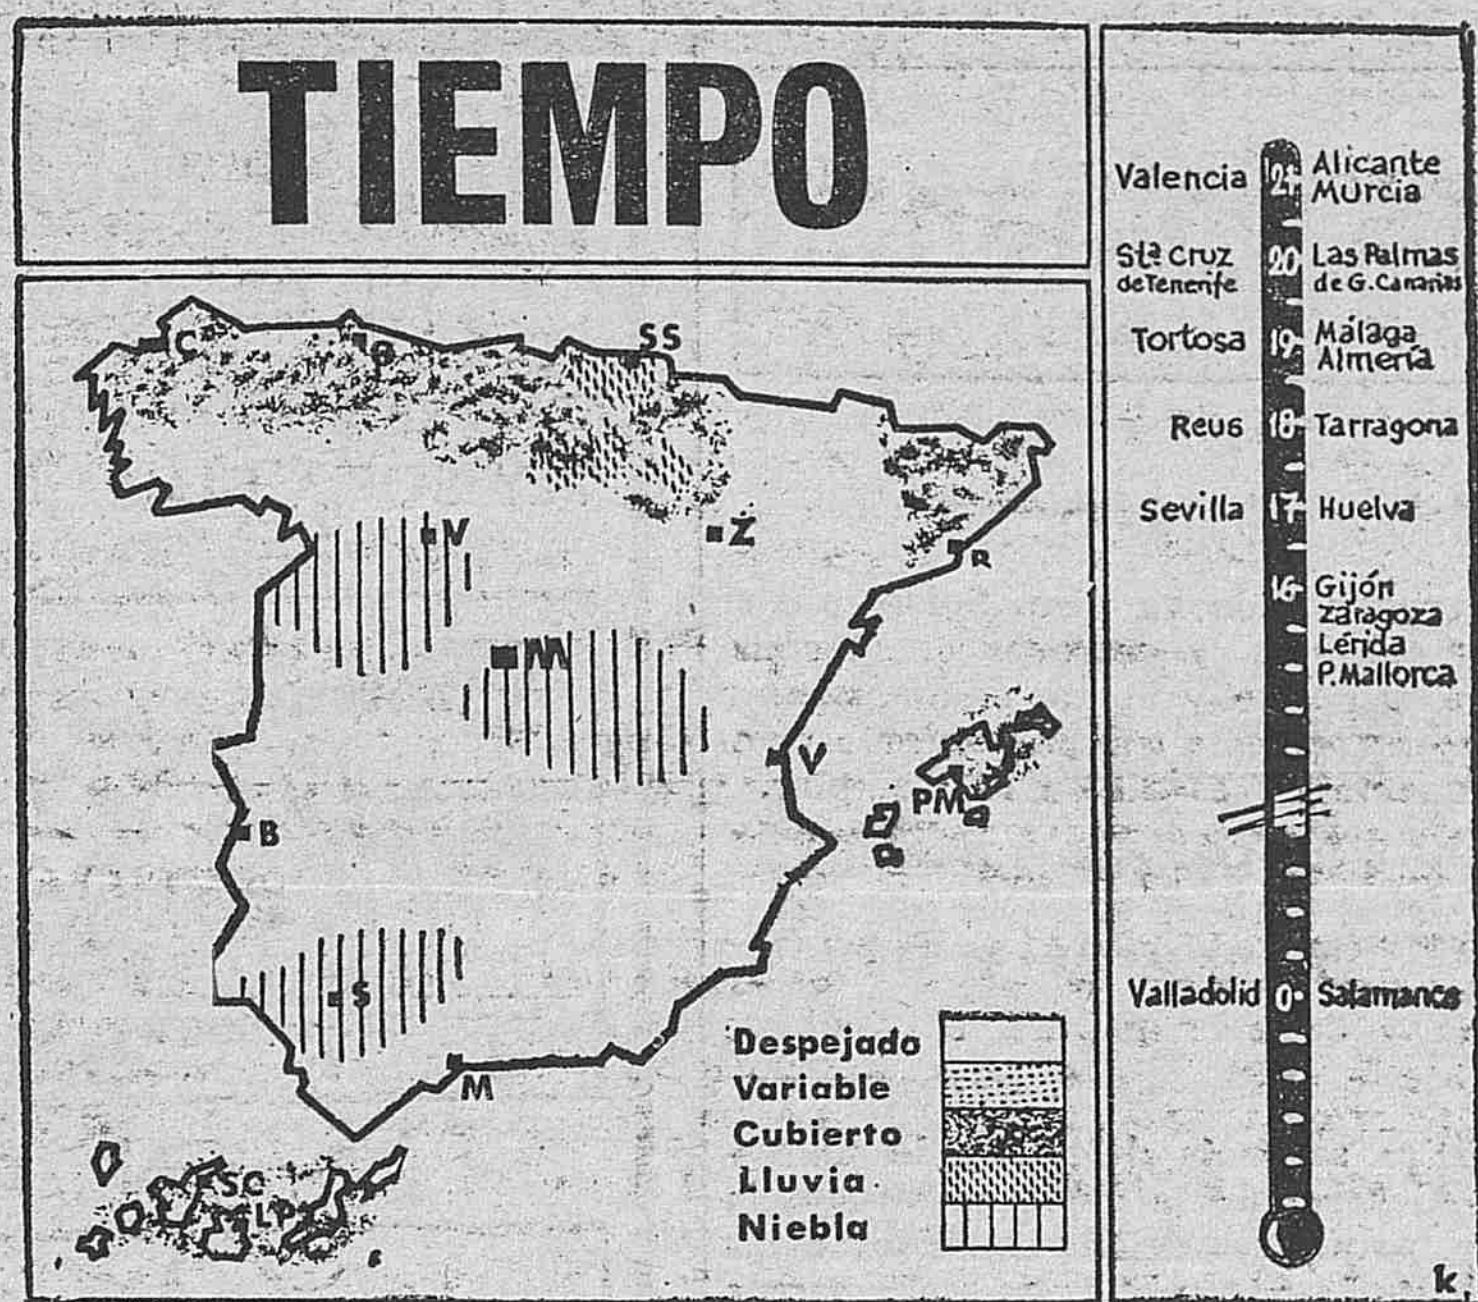 TIEMPO
C
SS
V
Z
R
M
V
PM
B
S
M
SC
LP
Despejado
Variable
Cubierto
Lluvia
Niebla
Valencia 21 Alicante
Murcia
Stª Cruz 20 Las Palmas
de Tenerife de G. Canarias
Tortosa 19 Málaga
Almería
Reus 18 Tarragona
Sevilla 17 Huelva
16 Gijón
Zaragoza
Lérida
P. Mallorca
Valladolid 0 Salamanca
k